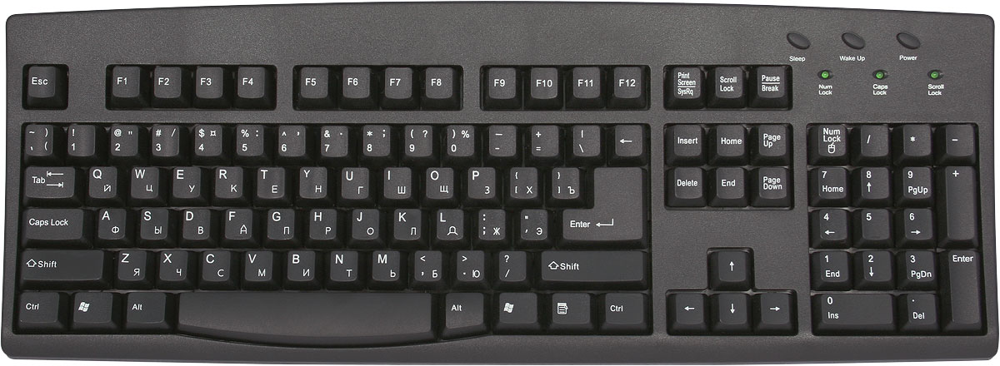 Sleep Wake Up Power
Esc F1 F2 F3 F4 F5 F6 F7 F8 F9 F10 F11 F12 Print Screen SysRq Scroll Lock Pause Break Num Lock Caps Lock Scroll Lock
~ ) ! @ " # / $ ¤ % : ^ , & . * ; ( ? ) % _ + | ← Insert Home Page Up Num Lock / * −
` ( 1 2 3 4 5 6 7 8 9 0 - = \
Tab Q W E R T Y U I O P { } Delete End Page Down 7 8 9 +
Й Ц У К Е Н Г Ш Щ З [ Х ] Ъ Home ↑ PgUp
Caps Lock A S D F G H J K L : " Enter 4 5 6
Ф Ы В А П Р О Л Д ; Ж ' Э ← →
Shift Z X C V B N M < > ? Shift ↑ 1 2 3 Enter
Я Ч С М И Т Ь , Б . Ю / End ↓ PgDn
Ctrl Alt Alt Ctrl ← ↓ → 0 .
Ins Del